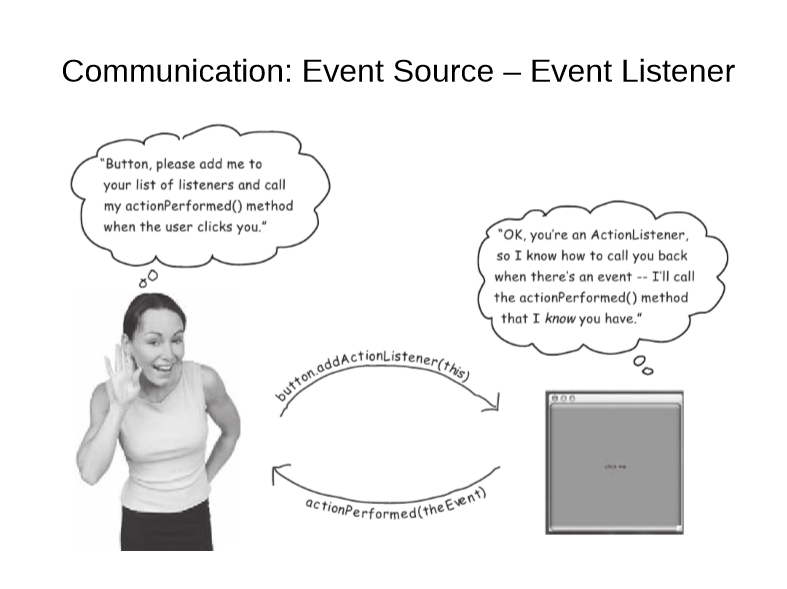 Communication: Event Source – Event Listener
"Button, please add me to
your list of listeners and call
my actionPerformed() method
when the user clicks you."
"OK, you're an ActionListener,
so I know how to call you back
when there's an event -- I'll call
the actionPerformed() method
that I know you have."
button.addActionListener(this)
click me
actionPerformed(theEvent)